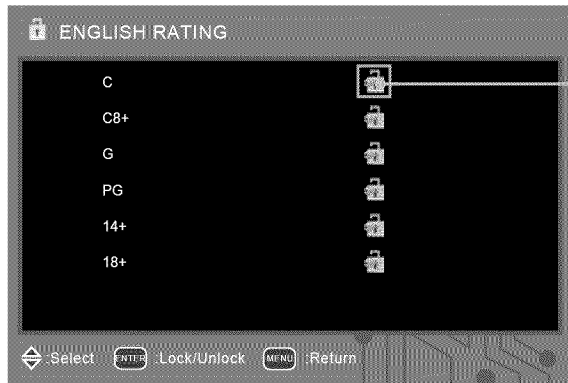 ENGLISH RATING
C
C8+
G
PG
14+
18+
:Select ENTER :Lock/Unlock MENU :Return